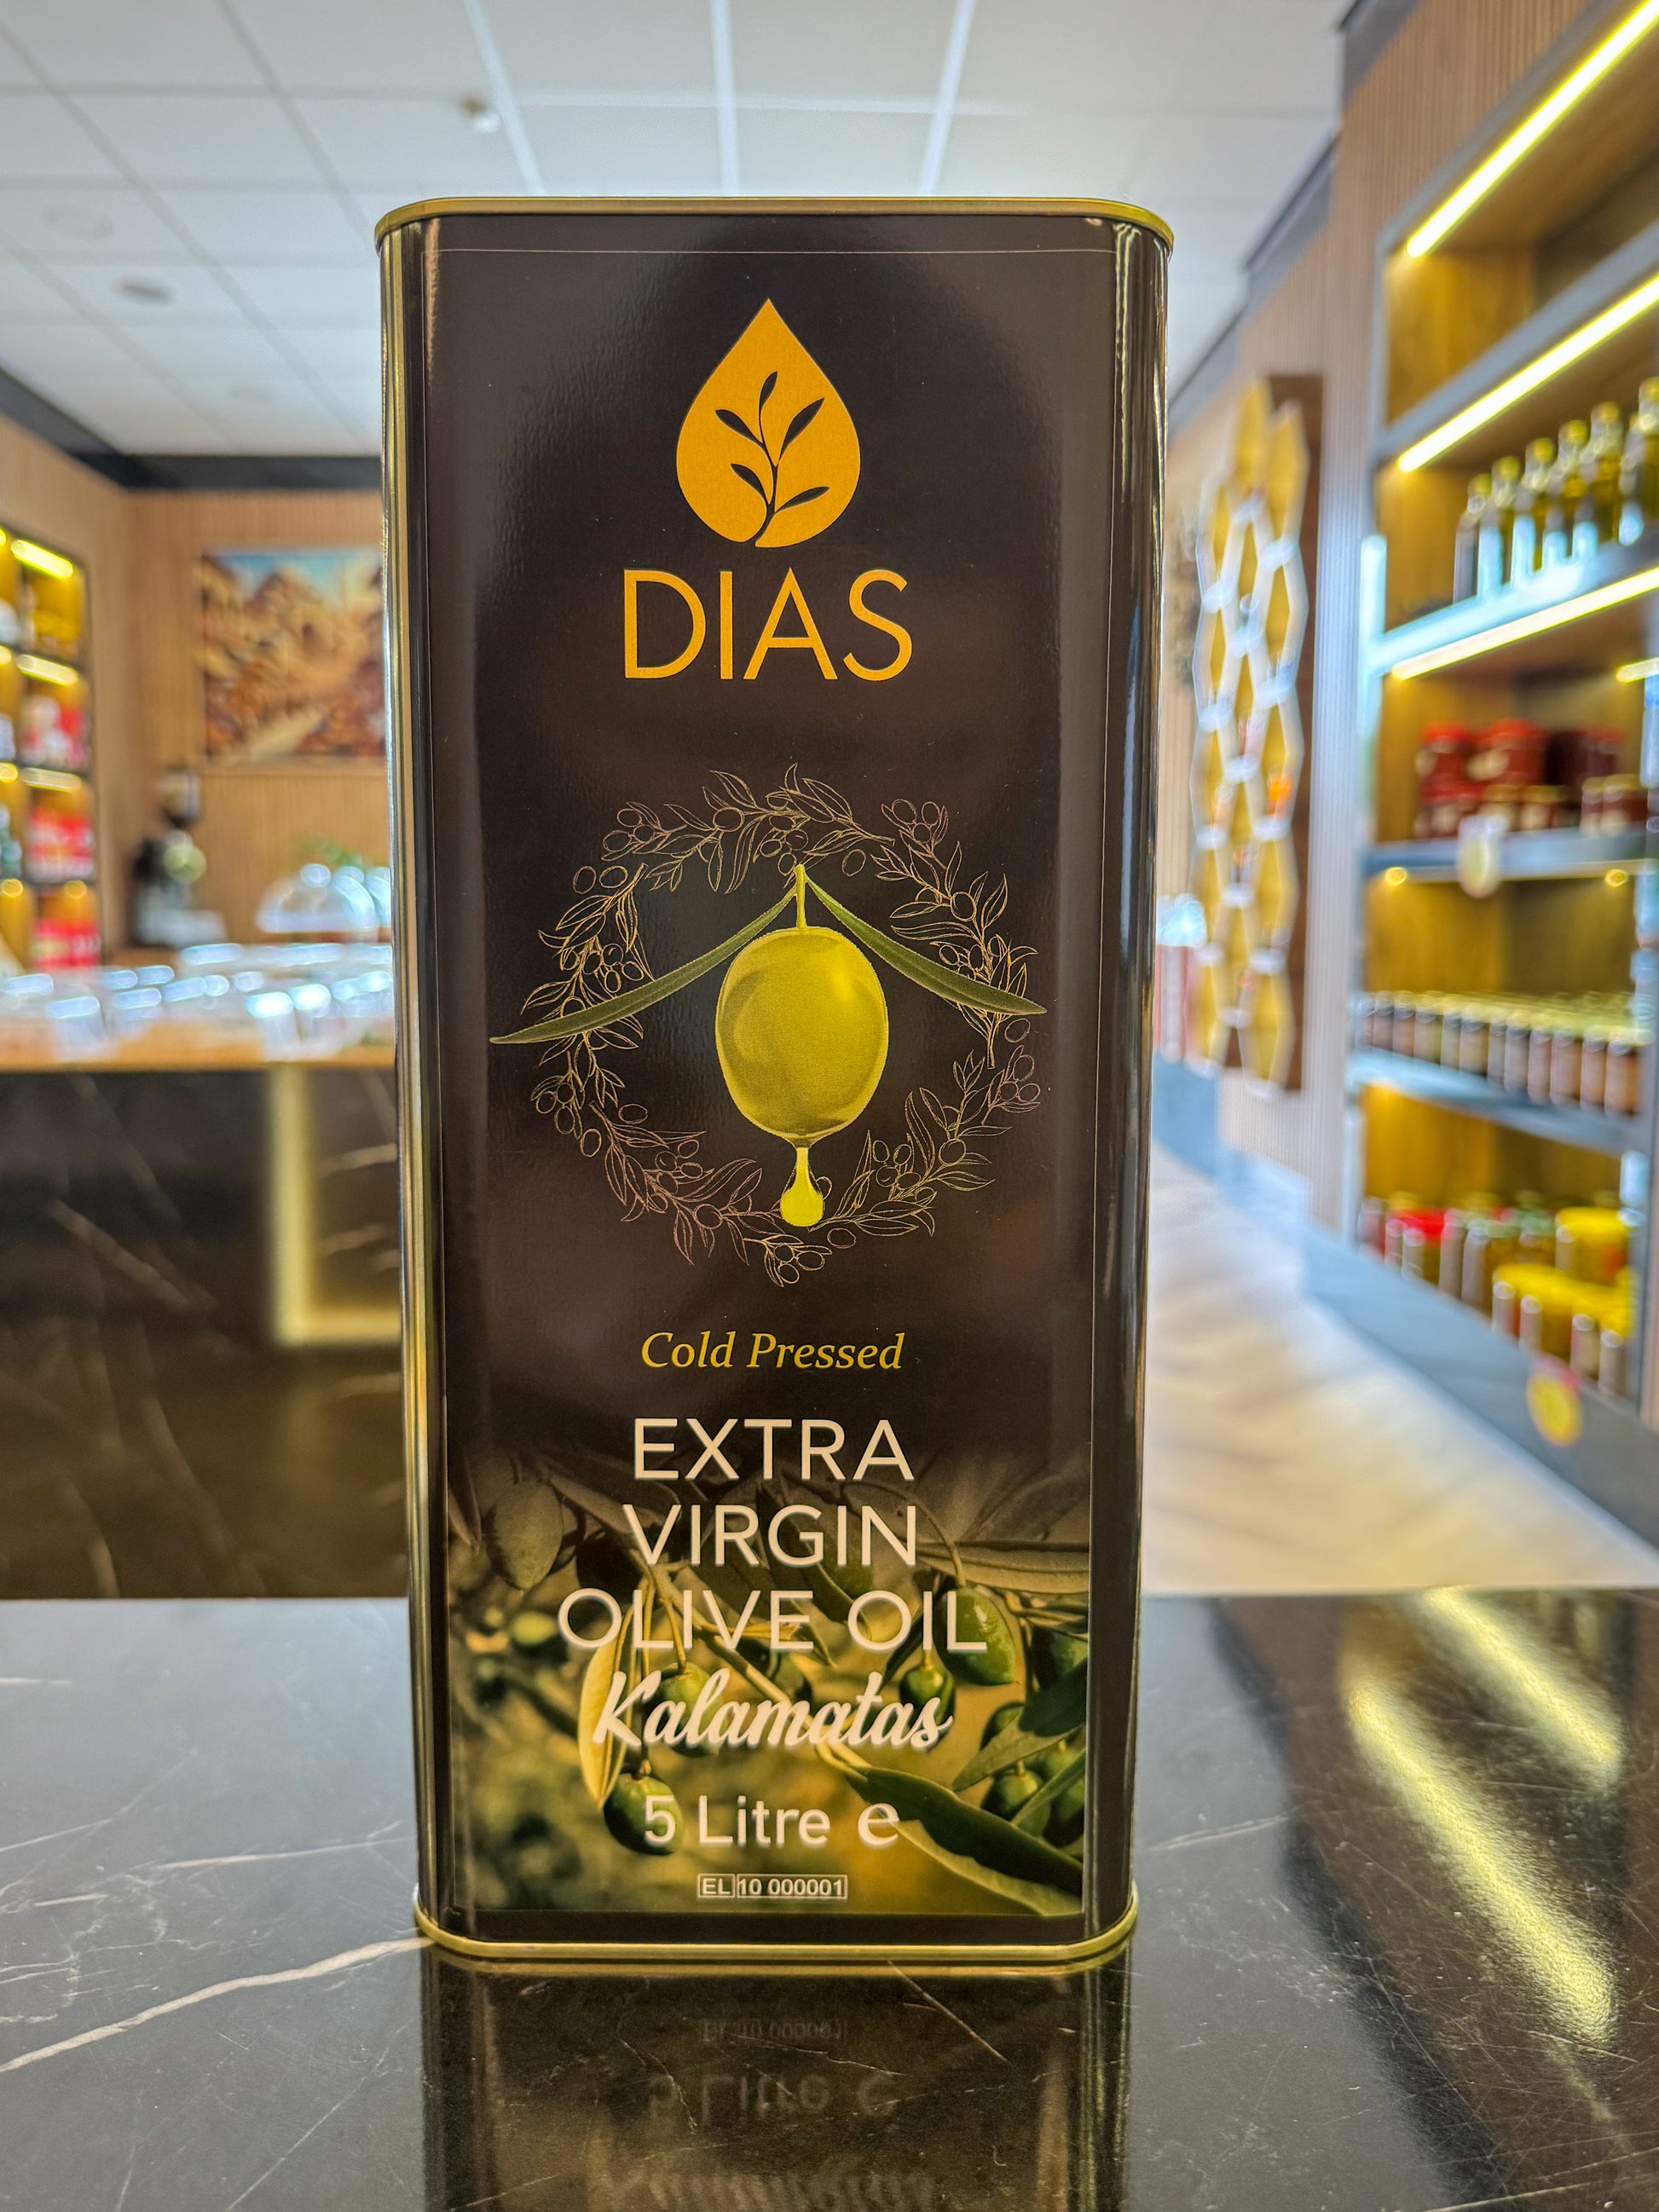 DIAS
Cold Pressed
EXTRA
VIRGIN
OLIVE OIL
Kalamatas
5 Litre ℮
EL 10 000001